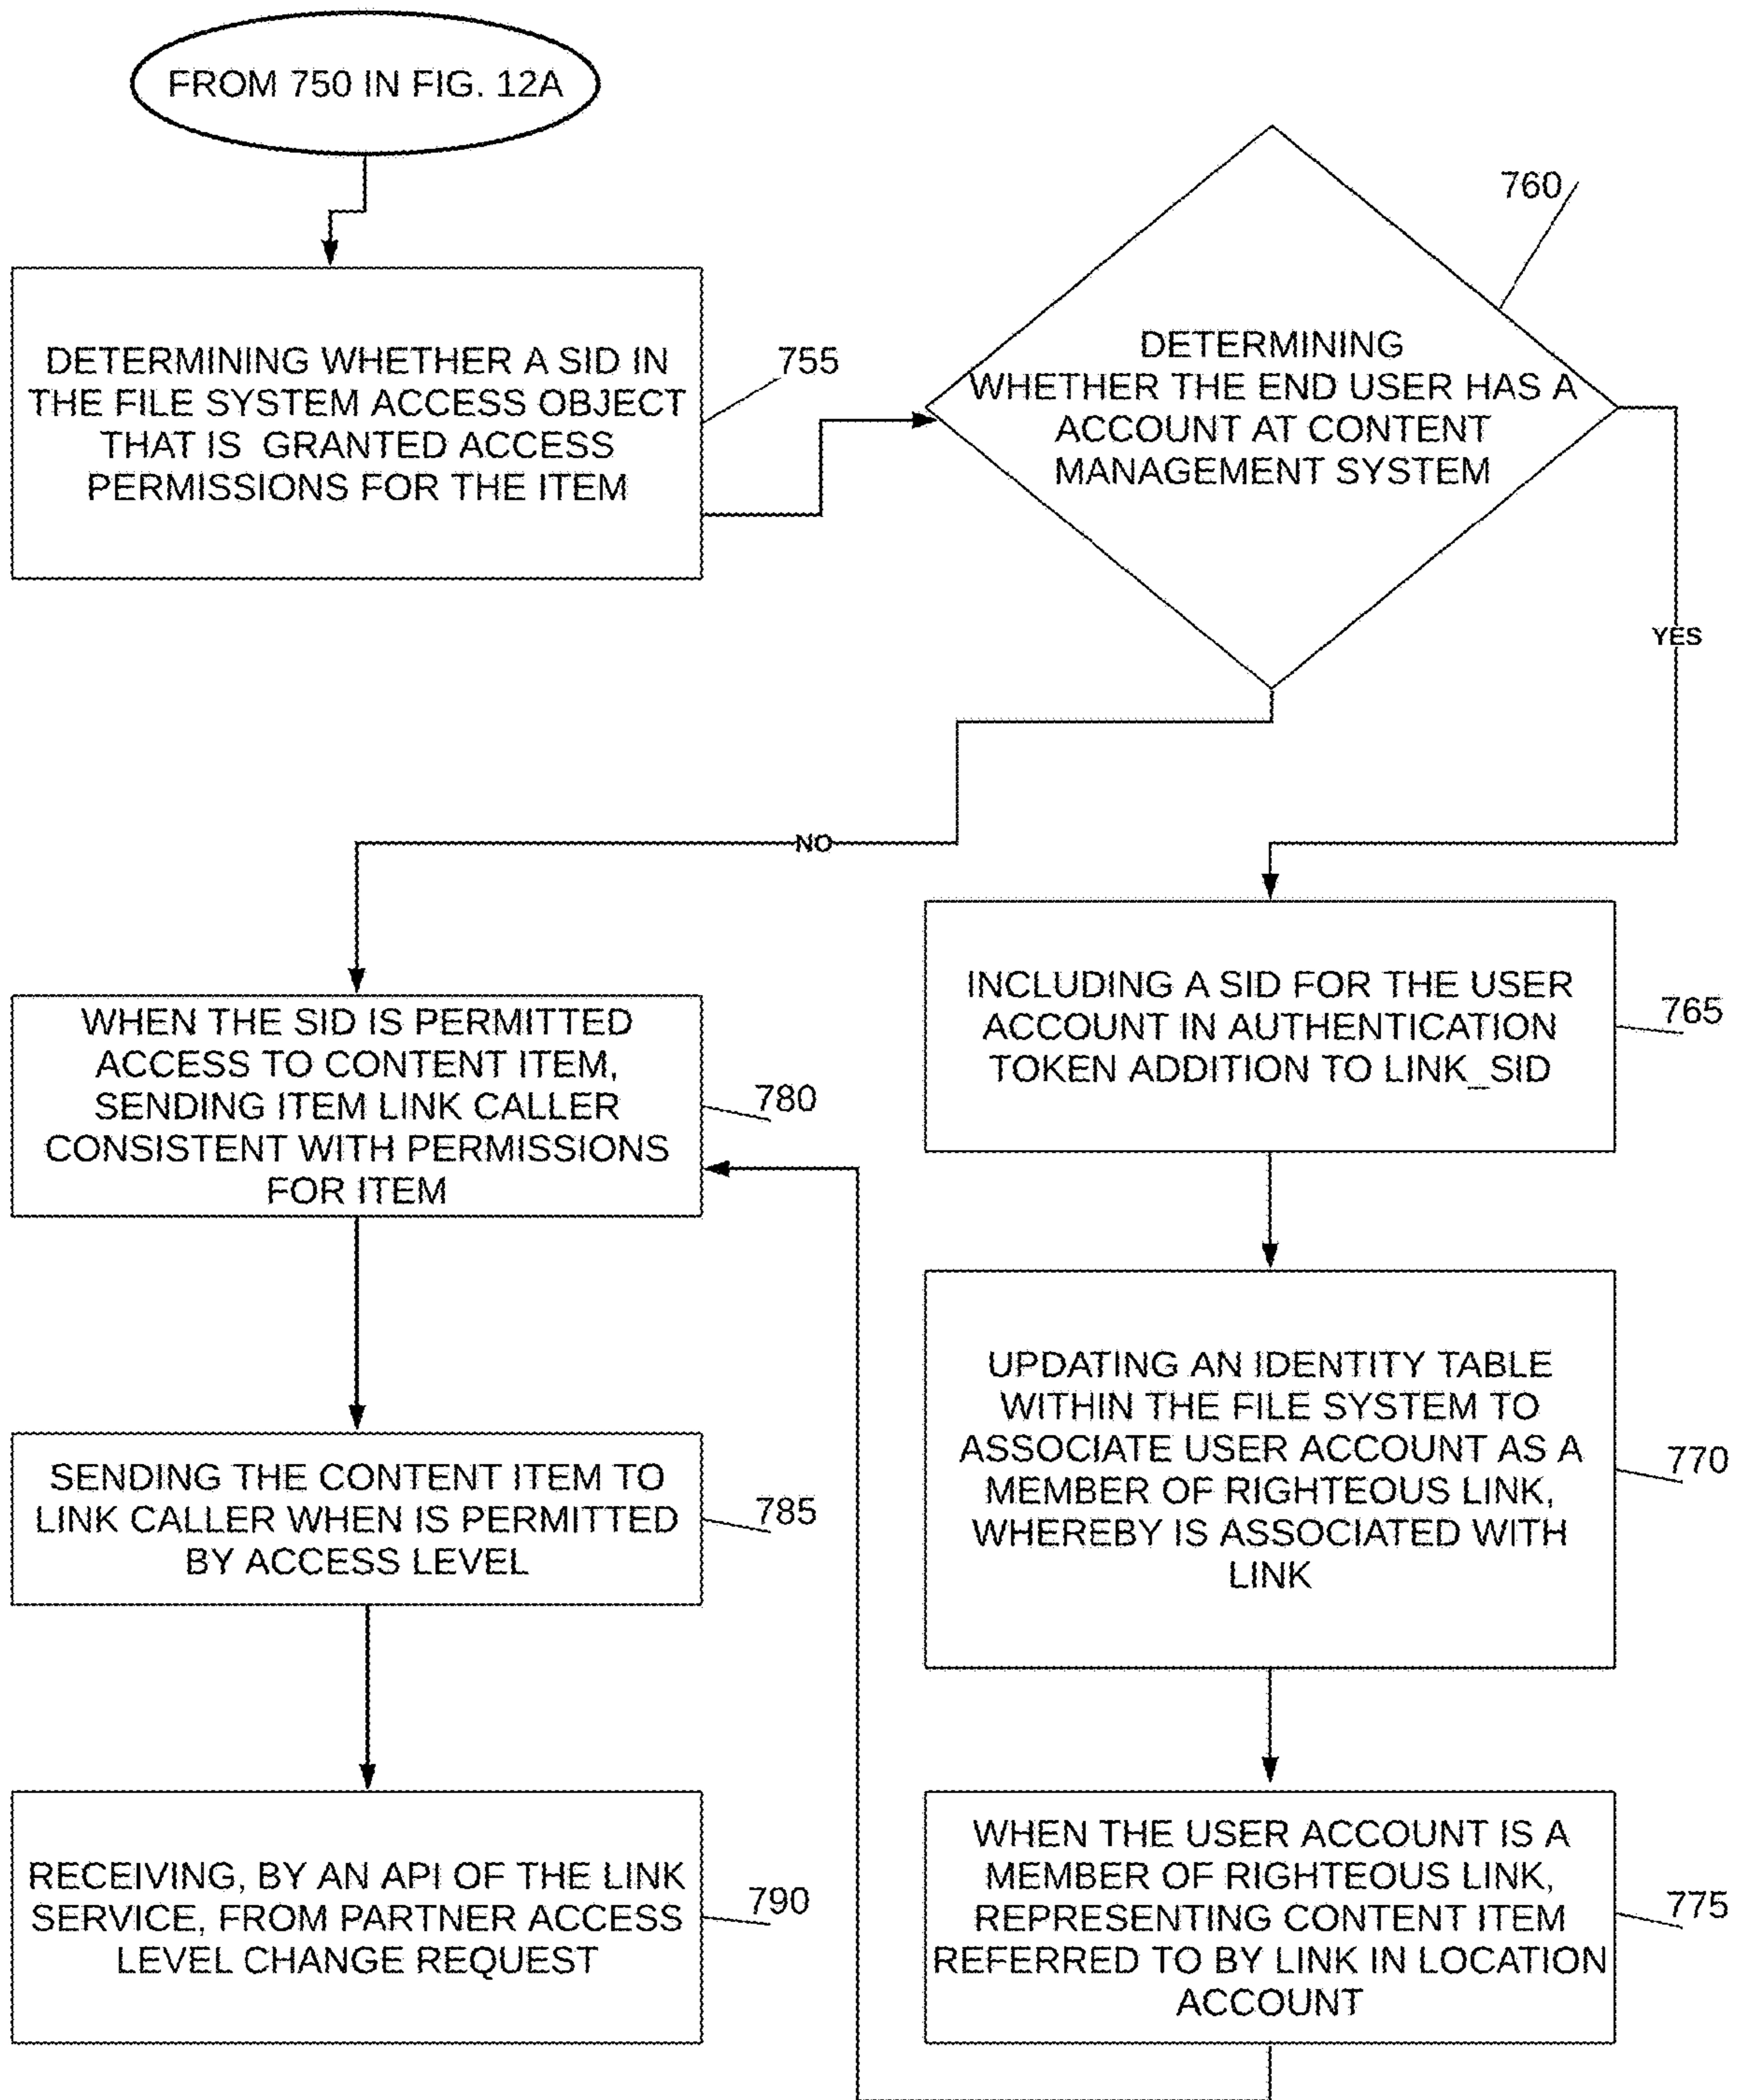 FROM 750 IN FIG. 12A
DETERMINING WHETHER A SID IN
THE FILE SYSTEM ACCESS OBJECT
THAT IS GRANTED ACCESS
PERMISSIONS FOR THE ITEM
755
760
DETERMINING
WHETHER THE END USER HAS A
ACCOUNT AT CONTENT
MANAGEMENT SYSTEM
YES
NO
INCLUDING A SID FOR THE USER
ACCOUNT IN AUTHENTICATION
TOKEN ADDITION TO LINK_SID
765
UPDATING AN IDENTITY TABLE
WITHIN THE FILE SYSTEM TO
ASSOCIATE USER ACCOUNT AS A
MEMBER OF RIGHTEOUS LINK,
WHEREBY IS ASSOCIATED WITH
LINK
770
WHEN THE USER ACCOUNT IS A
MEMBER OF RIGHTEOUS LINK,
REPRESENTING CONTENT ITEM
REFERRED TO BY LINK IN LOCATION
ACCOUNT
775
WHEN THE SID IS PERMITTED
ACCESS TO CONTENT ITEM,
SENDING ITEM LINK CALLER
CONSISTENT WITH PERMISSIONS
FOR ITEM
780
SENDING THE CONTENT ITEM TO
LINK CALLER WHEN IS PERMITTED
BY ACCESS LEVEL
785
RECEIVING, BY AN API OF THE LINK
SERVICE, FROM PARTNER ACCESS
LEVEL CHANGE REQUEST
790